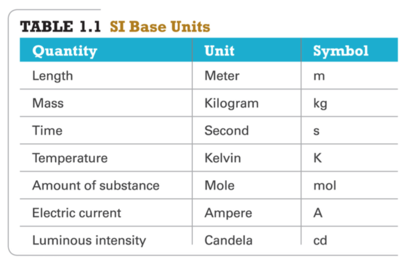 TABLE 1.1 SI Base Units
Quantity Unit Symbol
Length Meter m
Mass Kilogram kg
Time Second s
Temperature Kelvin K
Amount of substance Mole mol
Electric current Ampere A
Luminous intensity Candela cd